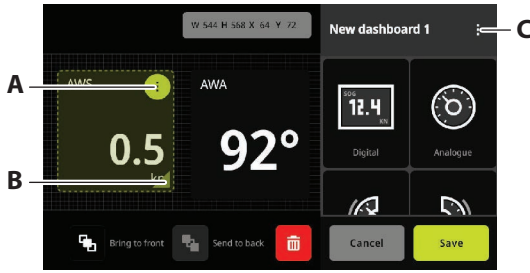 W 544 H 568 X 64 Y 72
New dashboard 1
C
A
AWS
AWA
0.5
kn
92°
B
SOG
12.4
KN
Digital
Analogue
Bring to front
Send to back
Cancel
Save